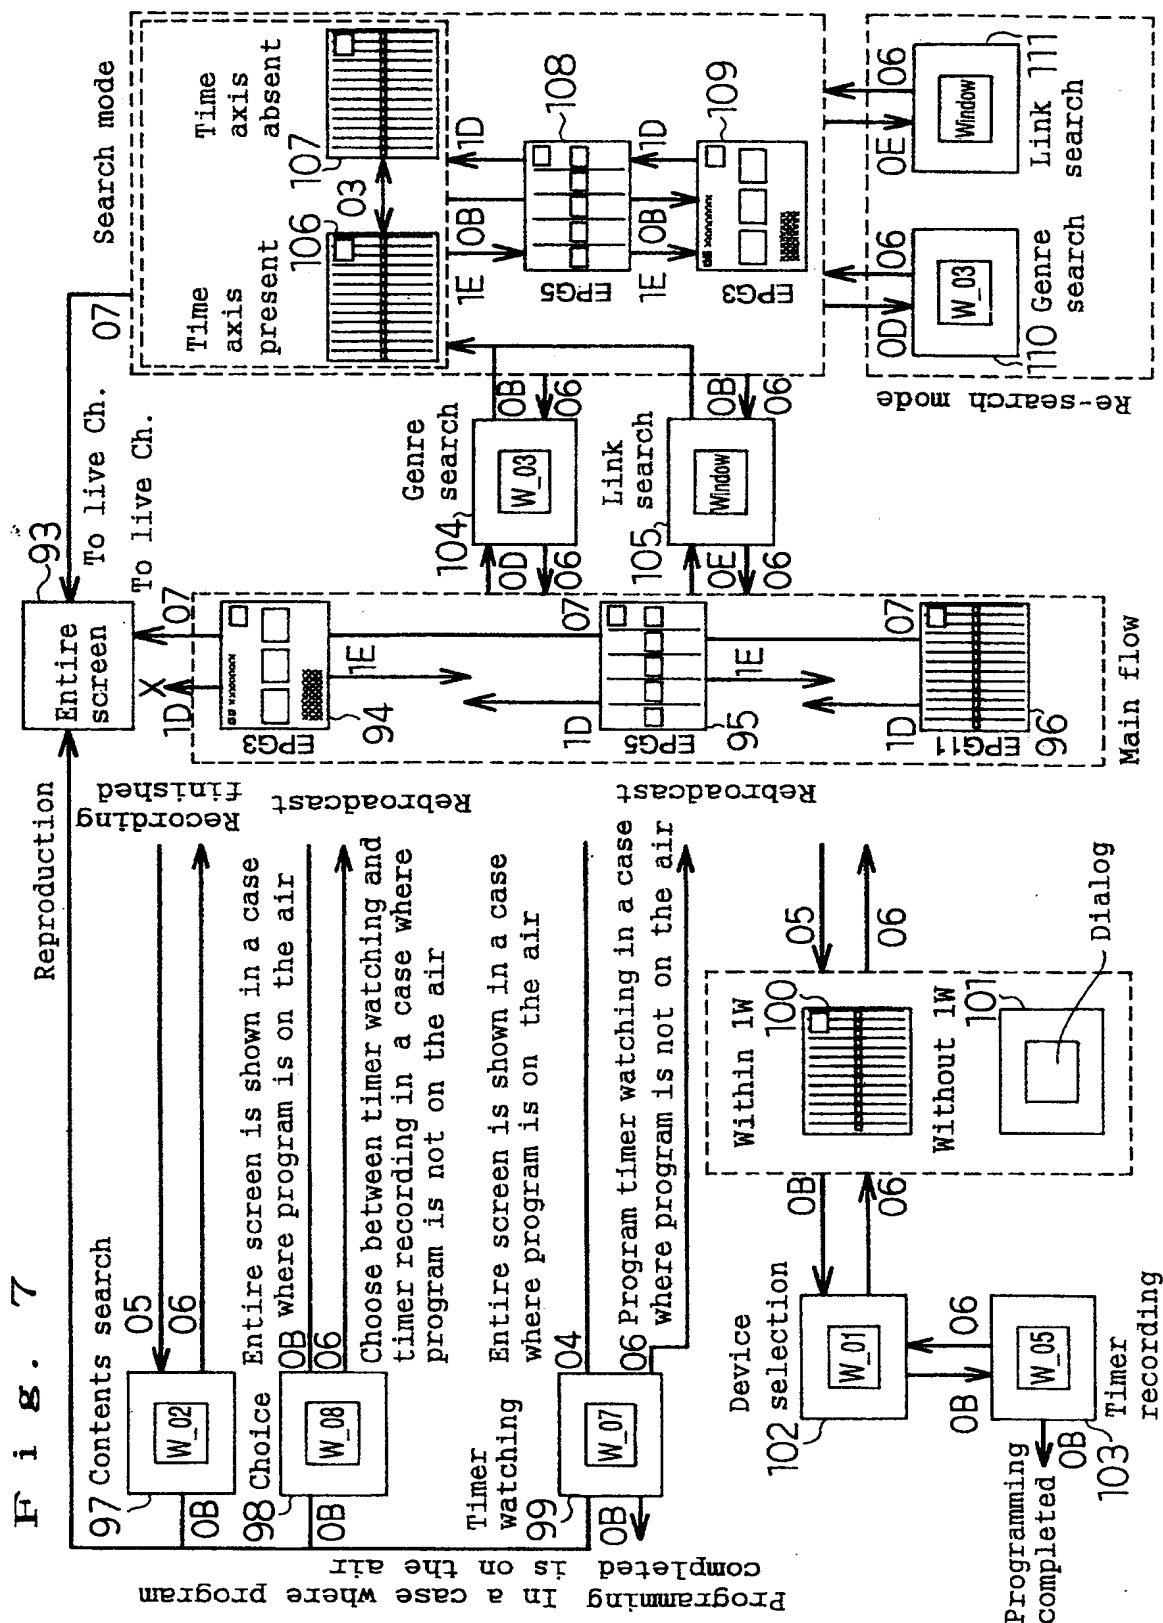 Fig. 7
Reproduction
93
Entire
screen
To live Ch.
To live Ch.
07
Search mode
Time
axis
present
106
03
107
Time
axis
absent
1E
0B
1D
108
EPG5
1E
0B
1D
109
EPG3
Re-search mode
0D
06
W_03
110
Genre
search
0E
06
Window
Link
search
111
Genre
search
104
W_03
0D
06
0B
06
Link
search
105
Window
0E
06
0B
06
1D
X
07
EPG3
94
1E
1D
07
EPG5
95
1E
1D
07
EPG11
96
Main flow
97
Contents search
W_02
05
06
0B
Recording
finished
98
Choice
W_08
0B
06
0B
Entire screen is shown in a case
where program is on the air
Choose between timer watching and
timer recording in a case where
program is not on the air
Rebroadcast
Timer
watching
99
W_07
04
06
0B
Entire screen is shown in a case
where program is on the air
Program timer watching in a case
where program is not on the air
Rebroadcast
Programming In a case where program
completed is on the air
Device
selection
102
W_01
0B
06
Within 1W
100
05
06
Without 1W
101
Dialog
0B
06
W_05
103
Timer
recording
0B
Programming
completed